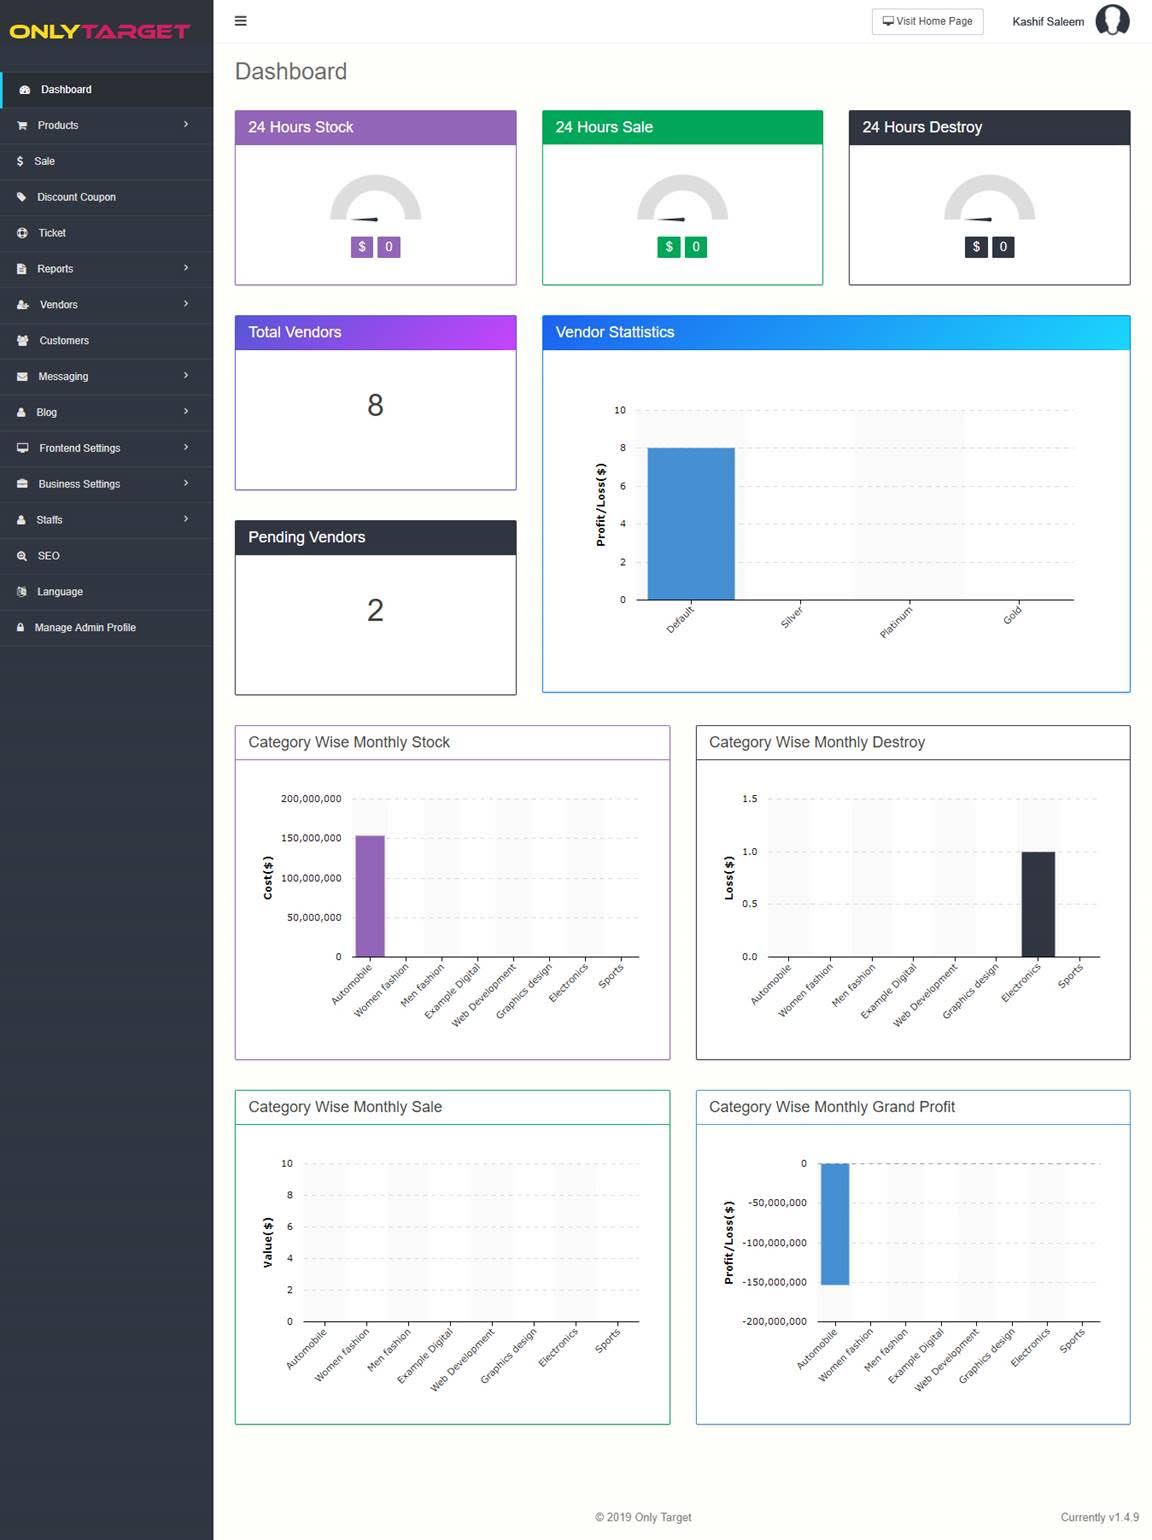 ONLYTARGET
Visit Home Page
Kashif Saleem
Dashboard
Products
Sale
Discount Coupon
Ticket
Reports
Vendors
Customers
Messaging
Blog
Frontend Settings
Business Settings
Staffs
SEO
Language
Manage Admin Profile
Dashboard
24 Hours Stock
$ 0
24 Hours Sale
$ 0
24 Hours Destroy
$ 0
Total Vendors
8
Pending Vendors
2
Vendor Stattistics
Profit/Loss($)
10
8
6
4
2
0
Default
Silver
Platinum
Gold
Category Wise Monthly Stock
Cost($)
200,000,000
150,000,000
100,000,000
50,000,000
0
Automobile
Women fashion
Men fashion
Example Digital
Web Development
Graphics design
Electronics
Sports
Category Wise Monthly Destroy
Loss($)
1.5
1.0
0.5
0.0
Automobile
Women fashion
Men fashion
Example Digital
Web Development
Graphics design
Electronics
Sports
Category Wise Monthly Sale
Value($)
10
8
6
4
2
0
Automobile
Women fashion
Men fashion
Example Digital
Web Development
Graphics design
Electronics
Sports
Category Wise Monthly Grand Profit
Profit/Loss($)
0
-50,000,000
-100,000,000
-150,000,000
-200,000,000
Automobile
Women fashion
Men fashion
Example Digital
Web Development
Graphics design
Electronics
Sports
© 2019 Only Target
Currently v1.4.9